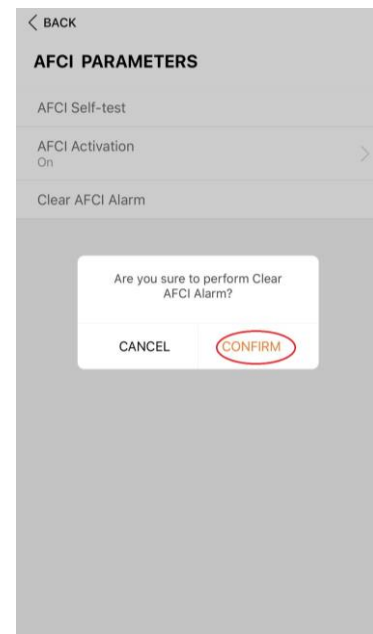 BACK
AFCI PARAMETERS
AFCI Self-test
AFCI Activation
On
Clear AFCI Alarm
Are you sure to perform Clear
AFCI Alarm?
CANCEL CONFIRM